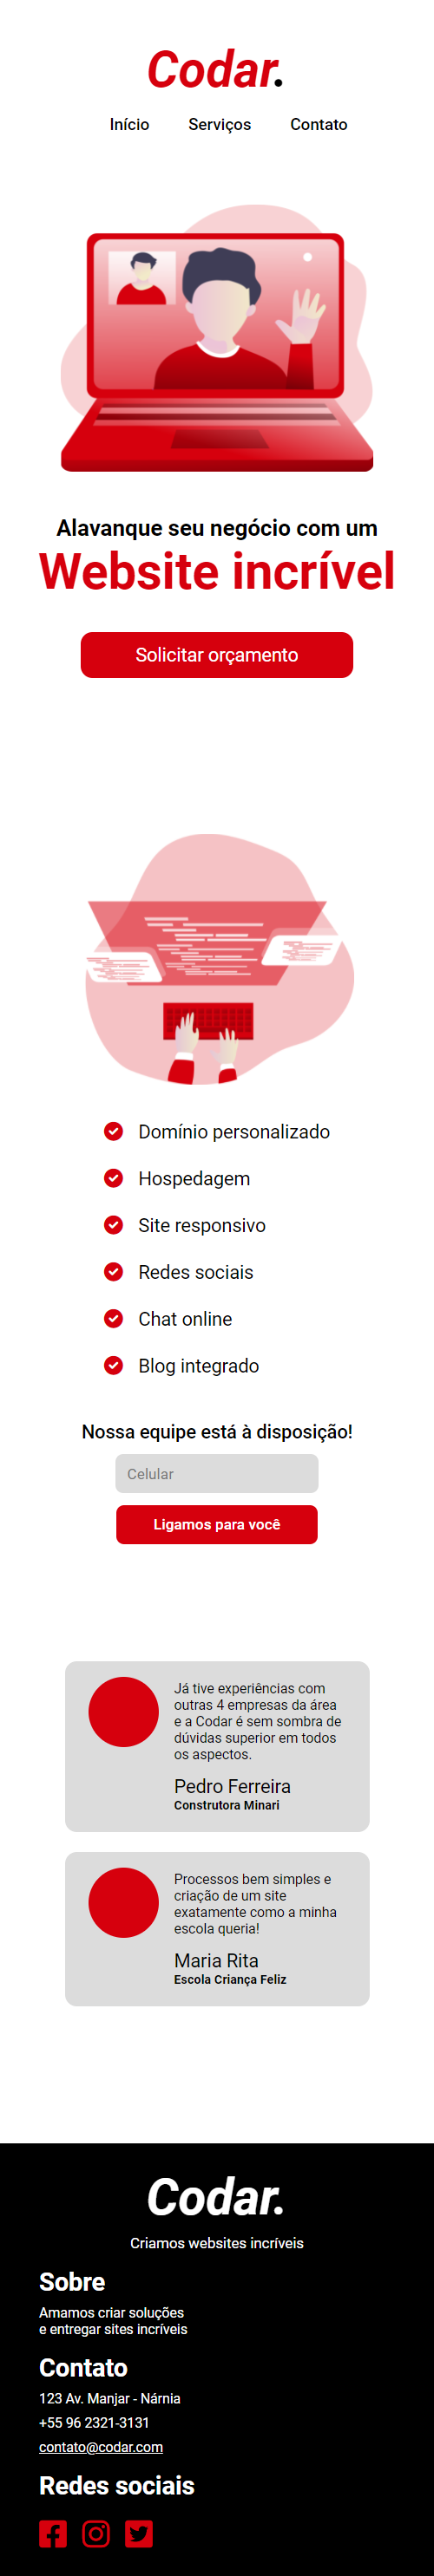 Codar.
Início Serviços Contato
Alavanque seu negócio com um
Website incrível
Solicitar orçamento
Domínio personalizado
Hospedagem
Site responsivo
Redes sociais
Chat online
Blog integrado
Nossa equipe está à disposição!
Celular
Ligamos para você
Já tive experiências com
outras 4 empresas da área
e a Codar é sem sombra de
dúvidas superior em todos
os aspectos.
Pedro Ferreira
Construtora Minari
Processos bem simples e
criação de um site
exatamente como a minha
escola queria!
Maria Rita
Escola Criança Feliz
Codar.
Criamos websites incríveis
Sobre
Amamos criar soluções
e entregar sites incríveis
Contato
123 Av. Manjar - Nárnia
+55 96 2321-3131
contato@codar.com
Redes sociais